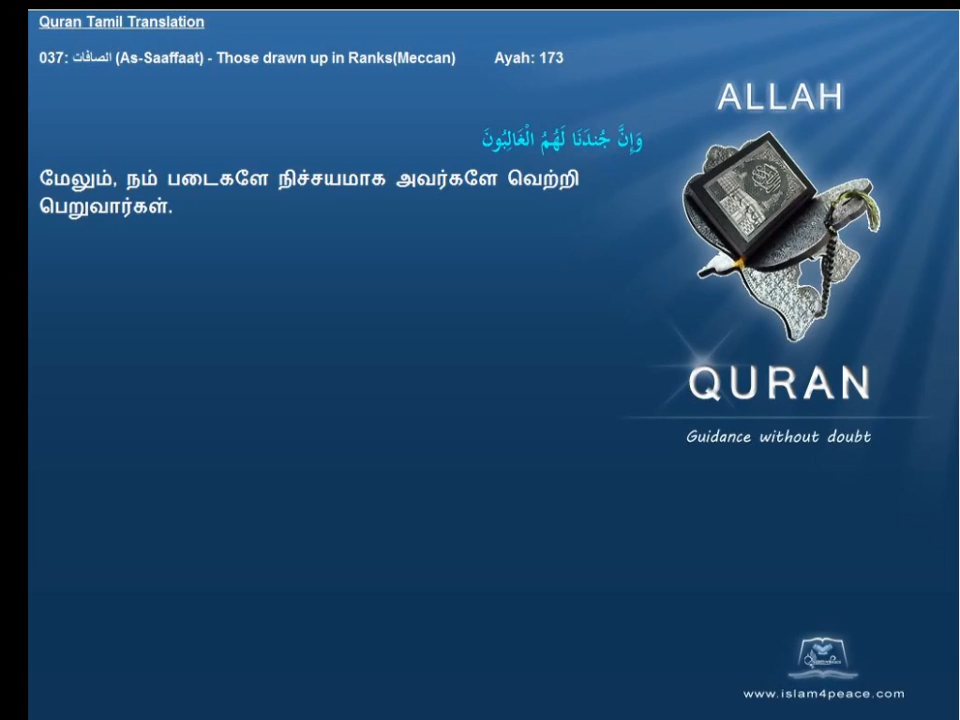 Quran Tamil Translation
037: الصافات (As-Saaffaat) - Those drawn up in Ranks(Meccan) Ayah: 173
وَإِنَّ جُندَنَا لَهُمُ الْغَالِبُونَ
மேலும், நம் படைகளே நிச்சயமாக அவர்களே வெற்றி
பெறுவார்கள்.
ALLAH
QURAN
Guidance without doubt
www.islam4peace.com